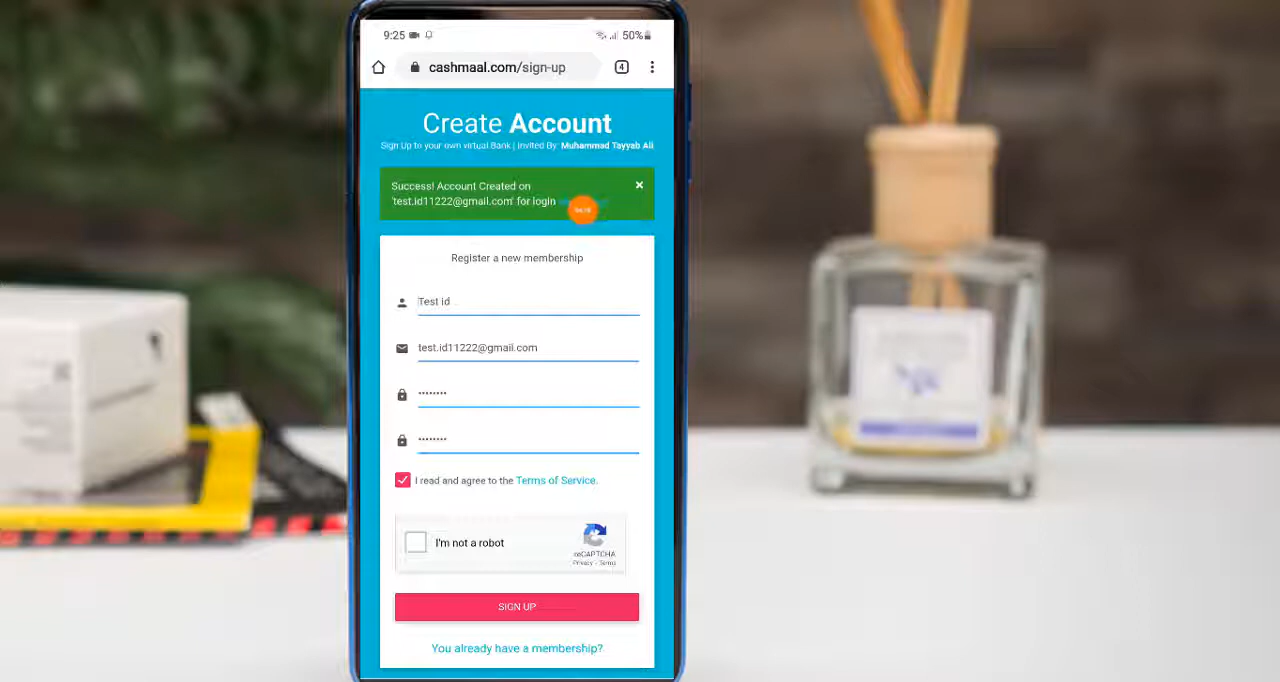 9:25 50%
cashmaal.com/sign-up 4
Create Account
Sign Up to your own virtual Bank | Invited By: Muhammad Tayyab Ali
Success! Account Created on
'test.id11222@gmail.com' for login
×
Register a new membership
Test id
test.id11222@gmail.com
••••••••
••••••••
I read and agree to the Terms of Service.
I'm not a robot
reCAPTCHA
Privacy - Terms
SIGN UP
You already have a membership?